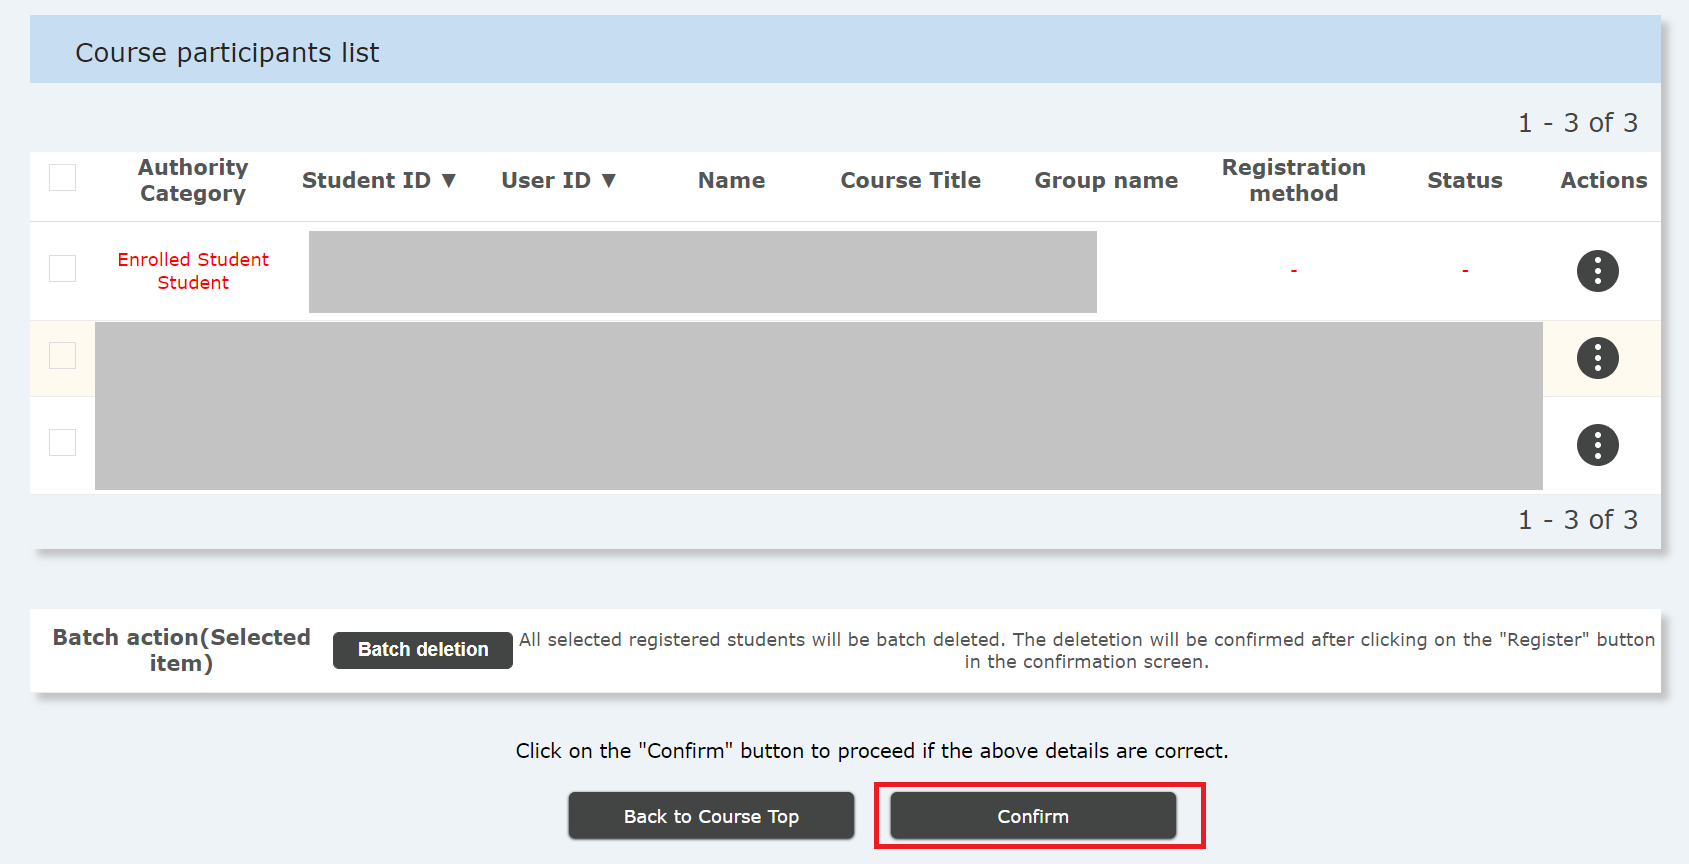 Course participants list
1 - 3 of 3
Authority Category Student ID ▼ User ID ▼ Name Course Title Group name Registration method Status Actions
Enrolled Student - -
Student
1 - 3 of 3
Batch action(Selected item) Batch deletion All selected registered students will be batch deleted. The deletetion will be confirmed after clicking on the "Register" button
in the confirmation screen.
Click on the "Confirm" button to proceed if the above details are correct.
Back to Course Top Confirm